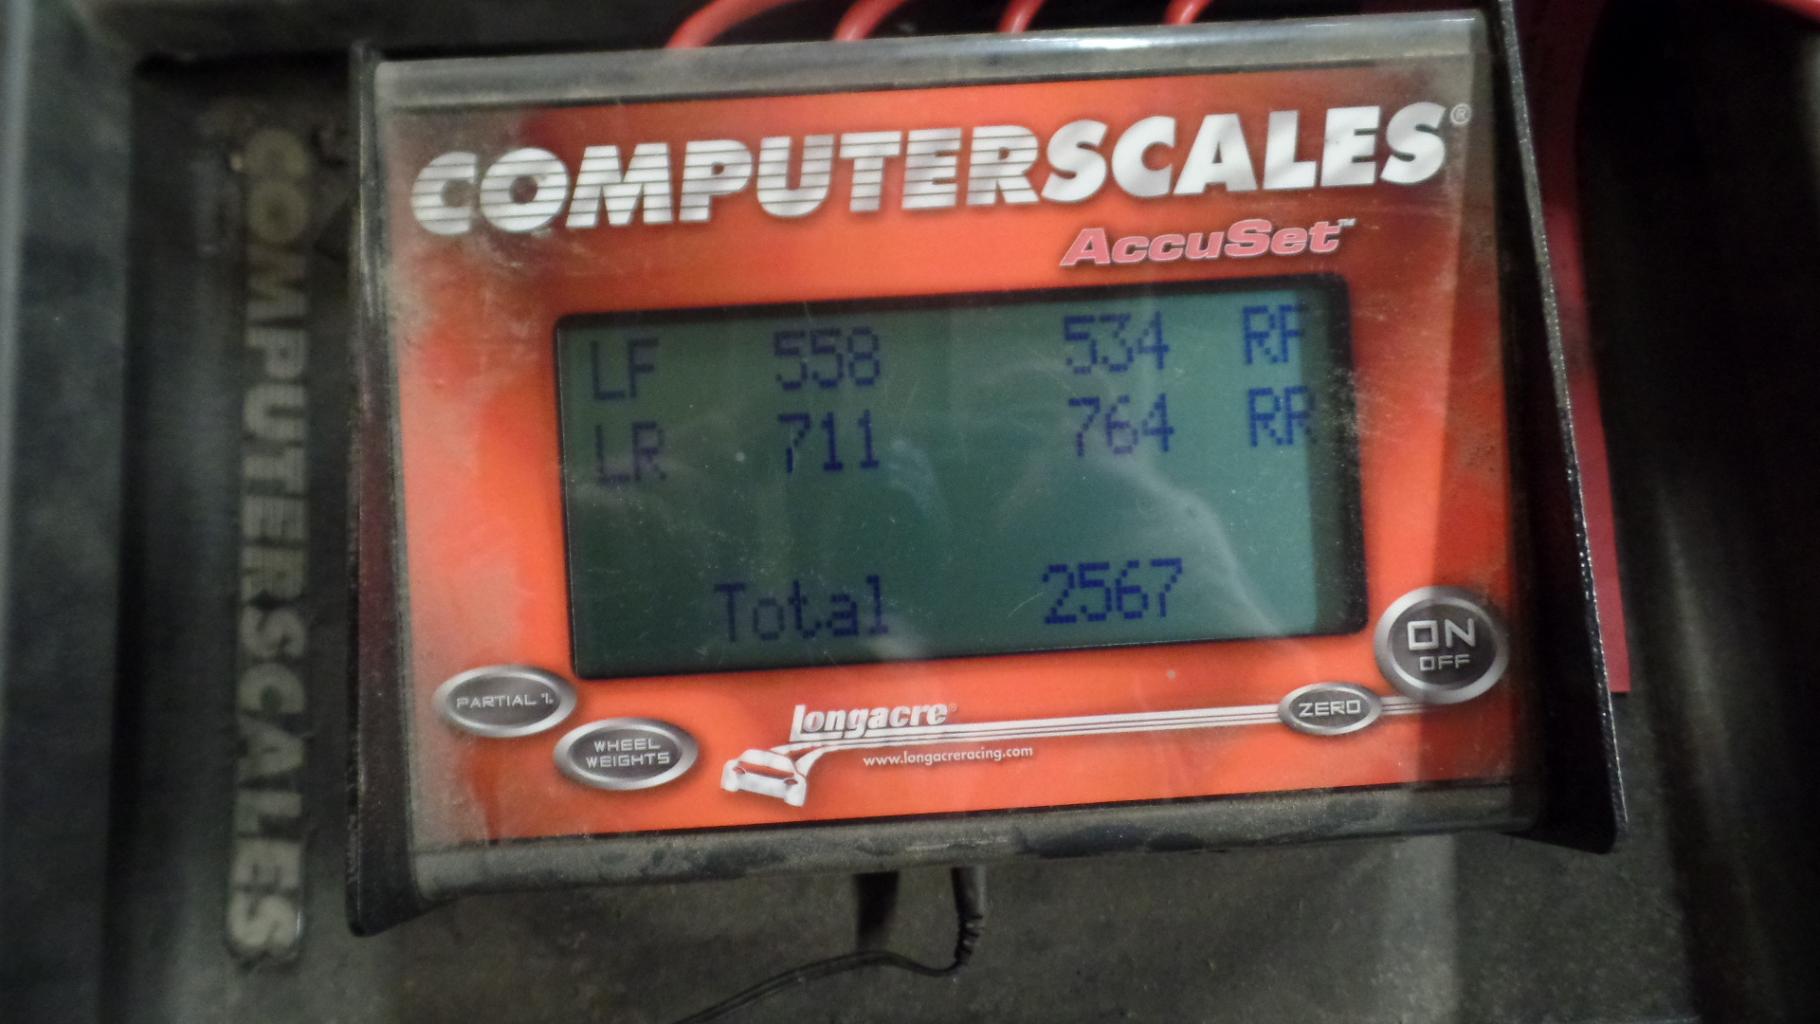 COMPUTERSCALES®
AccuSet™
LF 558 534 RF
LR 711 764 RR
Total 2567
ON
OFF
PARTIAL %
WHEEL
WEIGHTS
ZERO
longacre®
www.longacreracing.com
COMPUTERSCALES